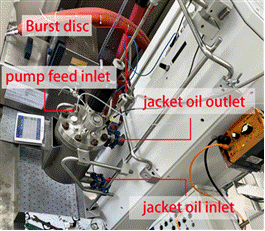 Burst disc
pump feed inlet
jacket oil outlet
jacket oil inlet